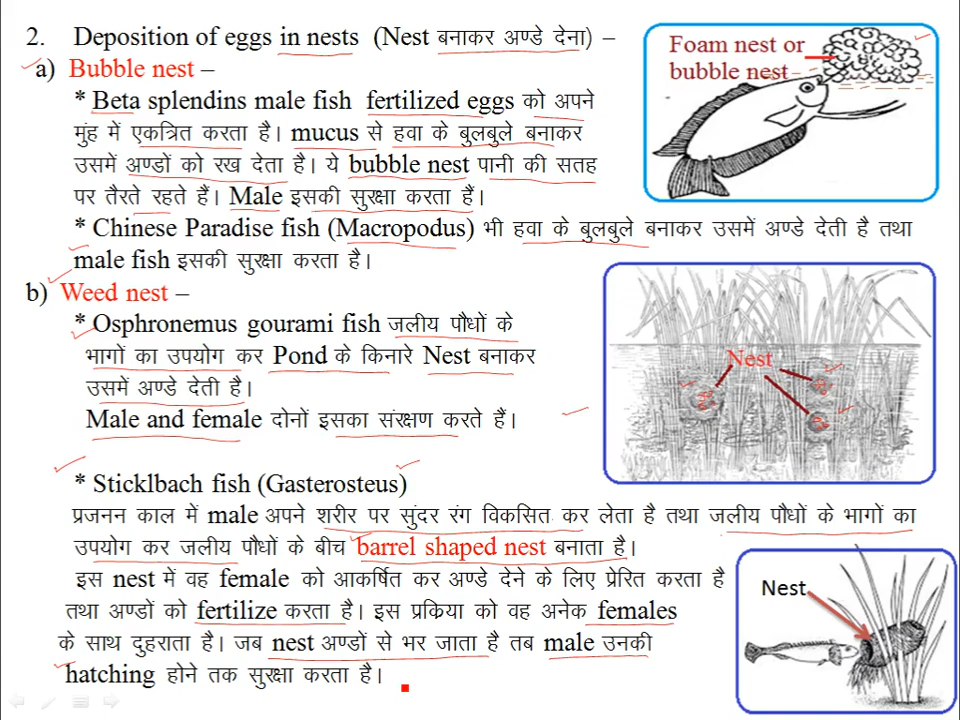 2. Deposition of eggs in nests (Nest बनाकर अण्डे देना) –
a) Bubble nest –
* Beta splendins male fish fertilized eggs को अपने
मुंह में एकत्रित करता है। mucus से हवा के बुलबुले बनाकर
उसमें अण्डों को रख देता है। ये bubble nest पानी की सतह
पर तैरते रहते हैं। Male इसकी सुरक्षा करता हैं।
Foam nest or
bubble nest
* Chinese Paradise fish (Macropodus) भी हवा के बुलबुले बनाकर उसमें अण्डे देती है तथा
male fish इसकी सुरक्षा करता है।
b) Weed nest –
* Osphronemus gourami fish जलीय पौधों के
भागों का उपयोग कर Pond के किनारे Nest बनाकर
उसमें अण्डे देती है।
Male and female दोनों इसका संरक्षण करते हैं।
Nest
* Sticklbach fish (Gasterosteus)
प्रजनन काल में male अपने शरीर पर सुंदर रंग विकसित कर लेता है तथा जलीय पौधों के भागों का
उपयोग कर जलीय पौधों के बीच barrel shaped nest बनाता है।
इस nest में वह female को आकर्षित कर अण्डे देने के लिए प्रेरित करता है
तथा अण्डों को fertilize करता है। इस प्रक्रिया को वह अनेक females
के साथ दुहराता है। जब nest अण्डों से भर जाता है तब male उनकी
hatching होने तक सुरक्षा करता है।
Nest